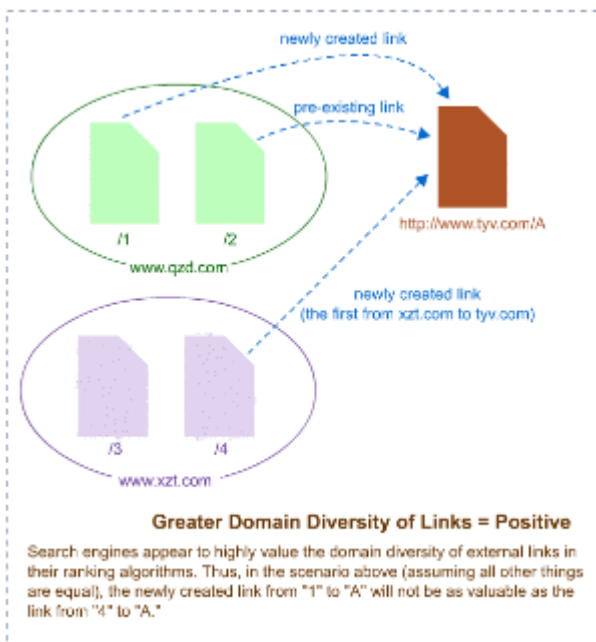 newly created link
pre-existing link
http://www.tyv.com/A
/1
/2
www.qzd.com
newly created link
(the first from xzt.com to tyv.com)
/3
/4
www.xzt.com
Greater Domain Diversity of Links = Positive
Search engines appear to highly value the domain diversity of external links in
their ranking algorithms. Thus, in the scenario above (assuming all other things
are equal), the newly created link from "1" to "A" will not be as valuable as the
link from "4" to "A."